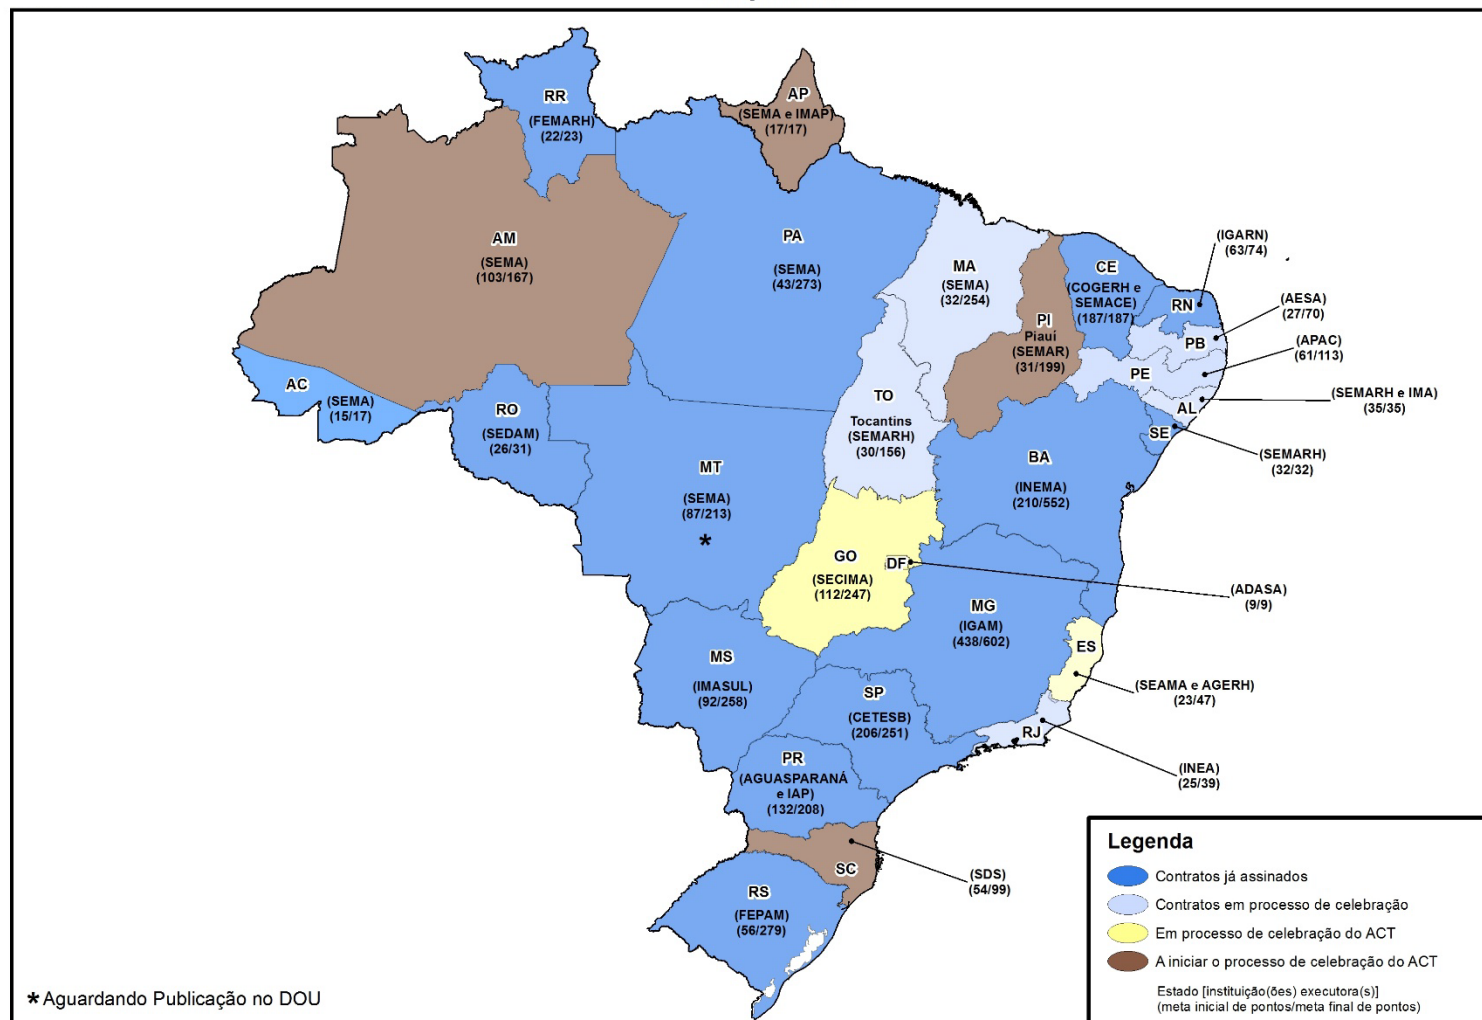 RR
(FEMARH)
(22/23)
AP
(SEMA e IMAP)
(17/17)
AM
(SEMA)
(103/167)
PA
(SEMA)
(43/273)
MA
(SEMA)
(32/254)
PI
Piauí
(SEMAR)
(31/199)
CE
(COGERH e
SEMACE)
(187/187)
RN
(IGARN)
(63/74)
PB
(AESA)
(27/70)
PE
(APAC)
(61/113)
AL
(SEMARH e IMA)
(35/35)
SE
(SEMARH)
(32/32)
AC
(SEMA)
(15/17)
RO
(SEDAM)
(26/31)
MT
(SEMA)
(87/213)
*
TO
Tocantins
(SEMARH)
(30/156)
BA
(INEMA)
(210/552)
GO
(SECIMA)
(112/247)
DF
(ADASA)
(9/9)
MG
(IGAM)
(438/602)
ES
(SEAMA e AGERH)
(23/47)
MS
(IMASUL)
(92/258)
SP
(CETESB)
(206/251)
RJ
(INEA)
(25/39)
PR
(AGUASPARANÁ
e IAP)
(132/208)
SC
(SDS)
(54/99)
RS
(FEPAM)
(56/279)
Legenda
Contratos já assinados
Contratos em processo de celebração
Em processo de celebração do ACT
A iniciar o processo de celebração do ACT
Estado [instituição(ões) executora(s)]
(meta inicial de pontos/meta final de pontos)
* Aguardando Publicação no DOU